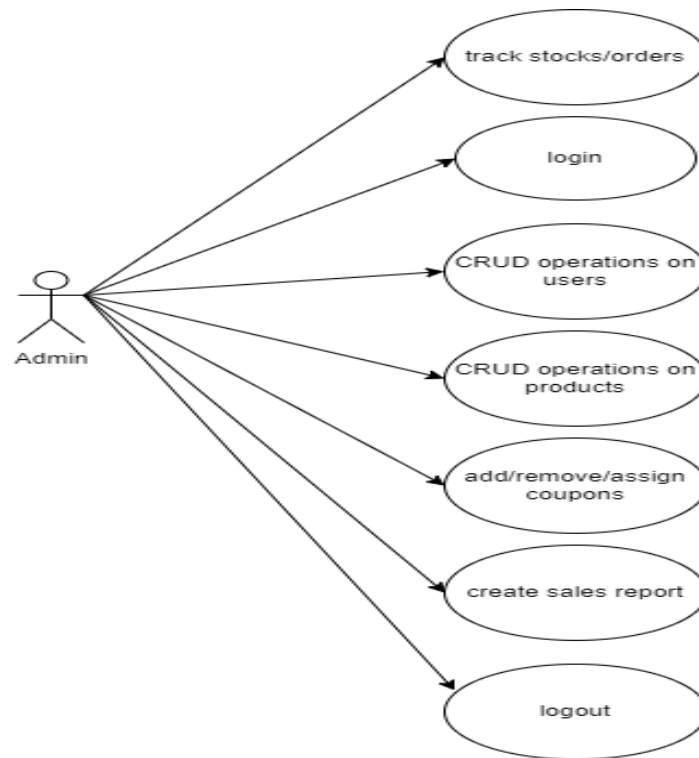 track stocks/orders
login
CRUD operations on
users
Admin
CRUD operations on
products
add/remove/assign
coupons
create sales report
logout